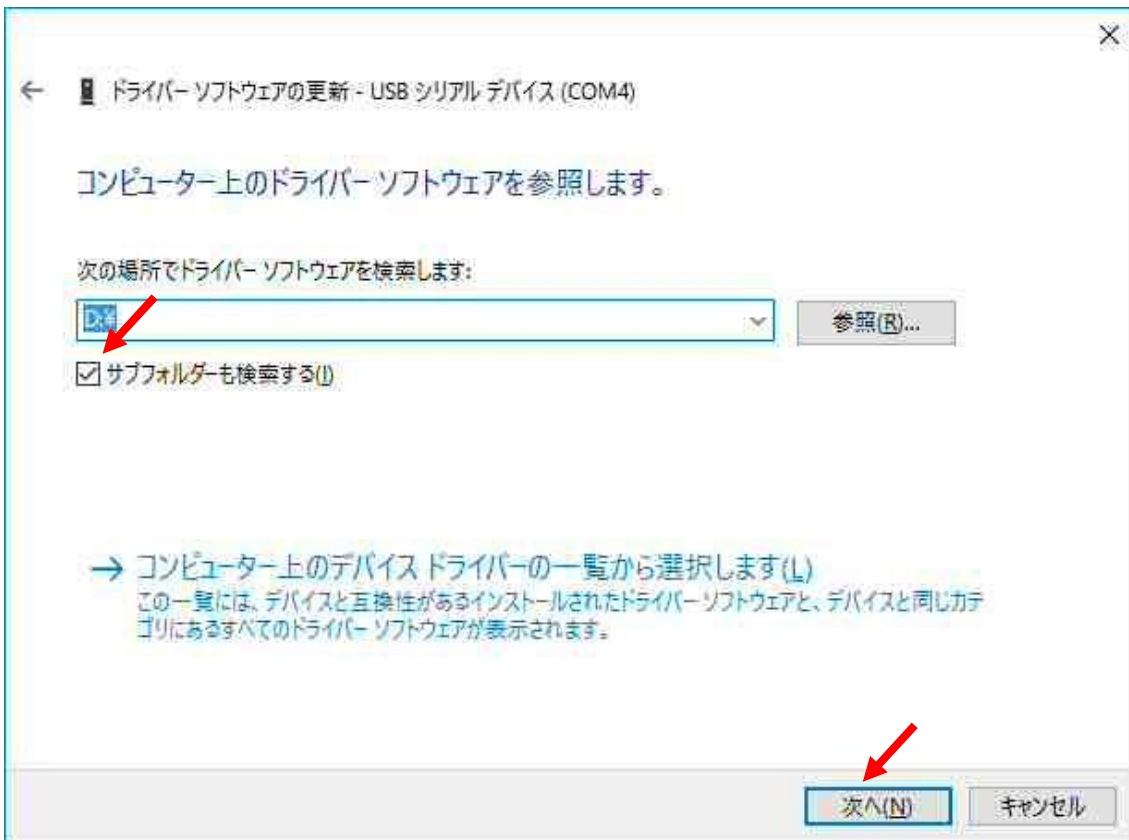 ドライバー ソフトウェアの更新 - USB シリアル デバイス (COM4)
コンピューター上のドライバー ソフトウェアを参照します。
次の場所でドライバー ソフトウェアを検索します:
D:¥
参照(R)...
サブフォルダーも検索する(I)
→ コンピューター上のデバイス ドライバーの一覧から選択します(L)
この一覧には、デバイスと互換性があるインストールされたドライバー ソフトウェアと、デバイスと同じカテ
ゴリにあるすべてのドライバー ソフトウェアが表示されます。
次へ(N)
キャンセル